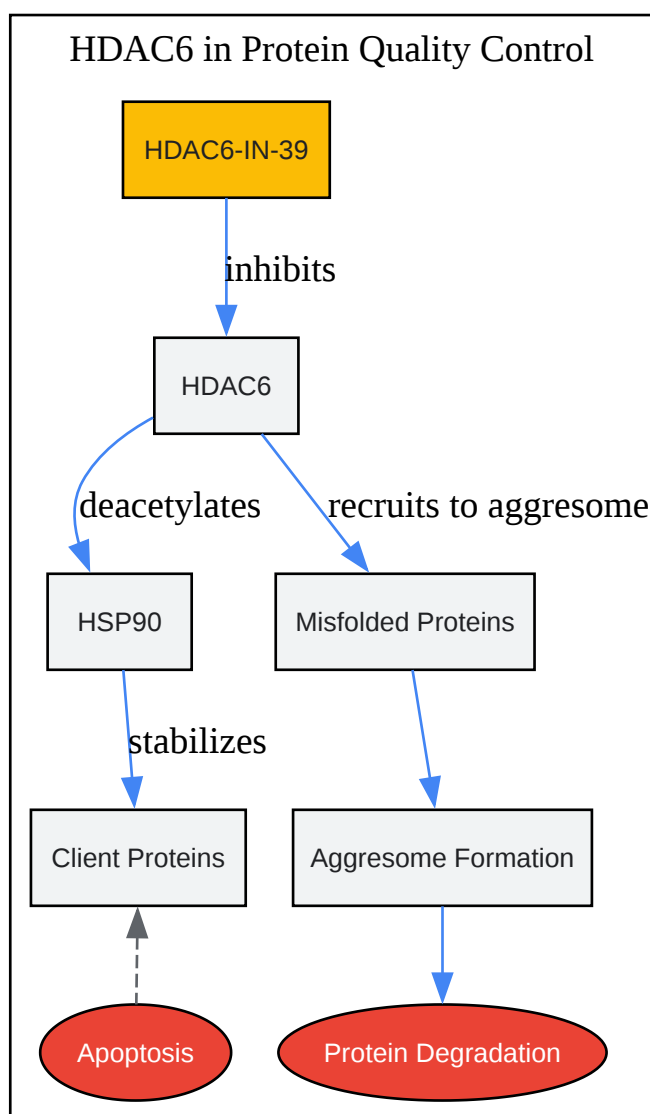 HDAC6 in Protein Quality Control
HDAC6-IN-39
inhibits
HDAC6
deacetylates
recruits to aggresome
HSP90
Misfolded Proteins
stabilizes
Client Proteins
Aggresome Formation
Apoptosis
Protein Degradation